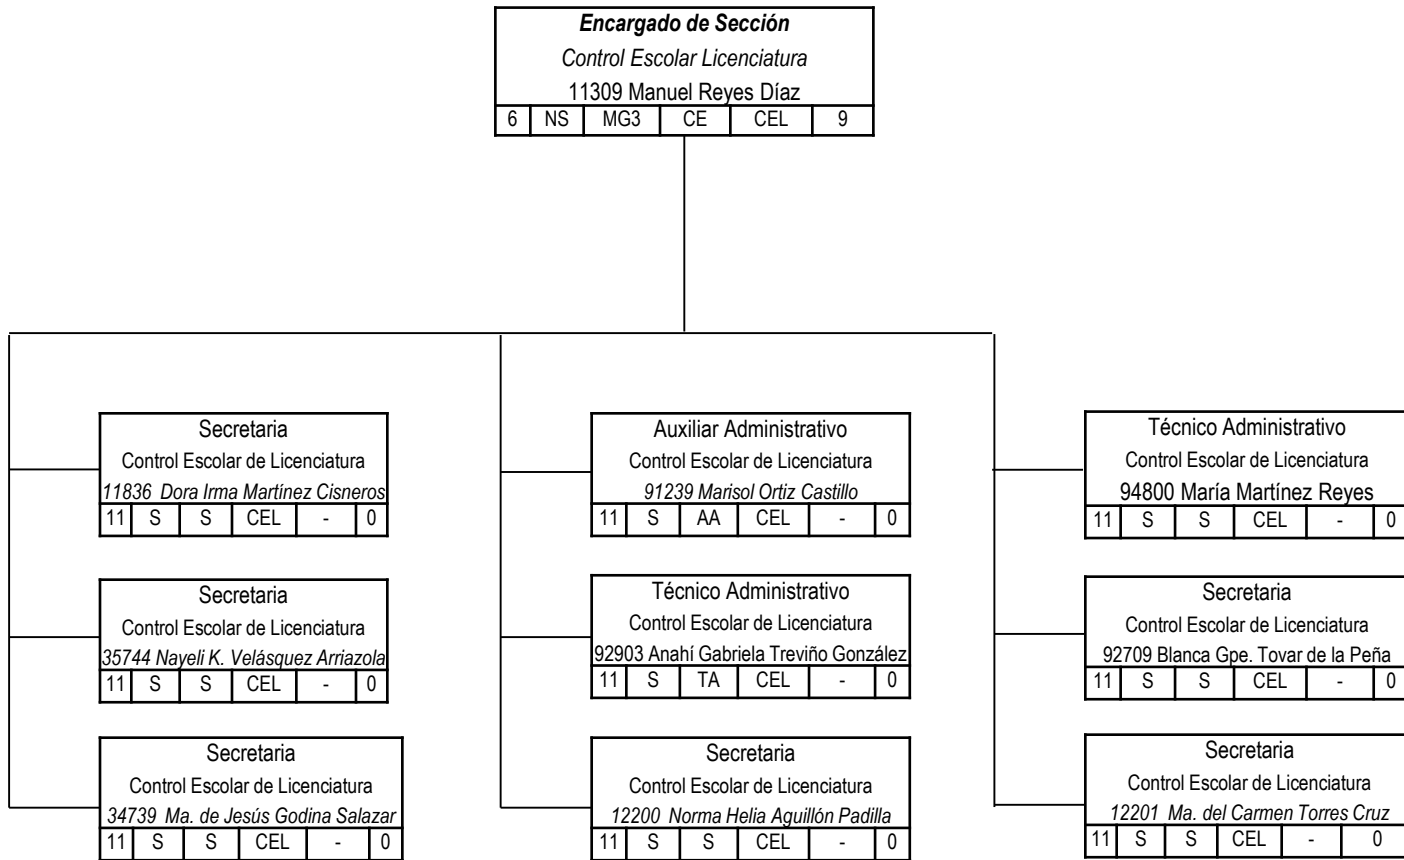 Encargado de Sección
Control Escolar Licenciatura
11309 Manuel Reyes Díaz
6 NS MG3 CE CEL 9
Secretaria
Control Escolar de Licenciatura
11836 Dora Irma Martínez Cisneros
11 S S CEL - 0
Secretaria
Control Escolar de Licenciatura
35744 Nayeli K. Velásquez Arriazola
11 S S CEL - 0
Secretaria
Control Escolar de Licenciatura
34739 Ma. de Jesús Godina Salazar
11 S S CEL - 0
Auxiliar Administrativo
Control Escolar de Licenciatura
91239 Marisol Ortiz Castillo
11 S AA CEL - 0
Técnico Administrativo
Control Escolar de Licenciatura
92903 Anahí Gabriela Treviño González
11 S TA CEL - 0
Secretaria
Control Escolar de Licenciatura
12200 Norma Helia Aguillón Padilla
11 S S CEL - 0
Técnico Administrativo
Control Escolar de Licenciatura
94800 María Martínez Reyes
11 S S CEL - 0
Secretaria
Control Escolar de Licenciatura
92709 Blanca Gpe. Tovar de la Peña
11 S S CEL - 0
Secretaria
Control Escolar de Licenciatura
12201 Ma. del Carmen Torres Cruz
11 S S CEL - 0